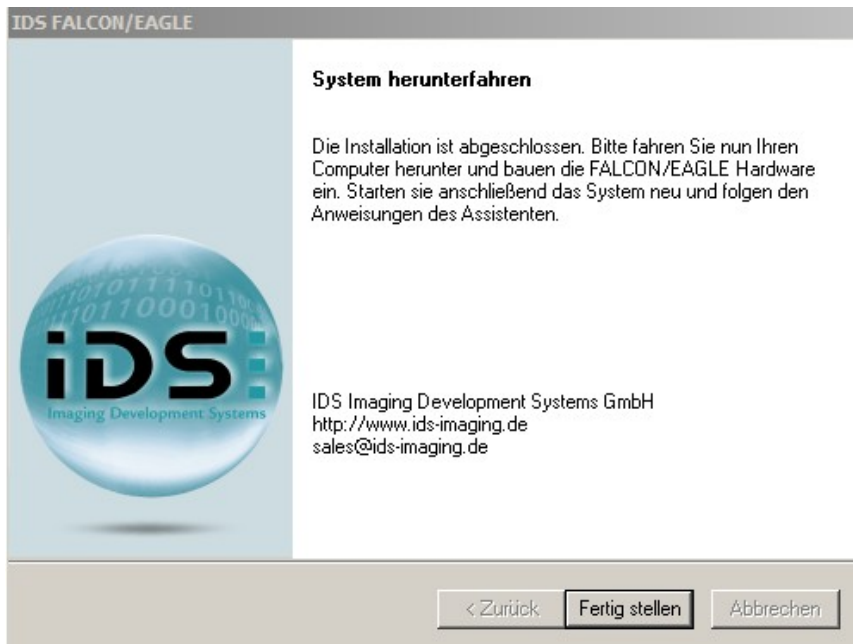 IDS FALCON/EAGLE
System herunterfahren
Die Installation ist abgeschlossen. Bitte fahren Sie nun Ihren
Computer herunter und bauen die FALCON/EAGLE Hardware
ein. Starten sie anschließend das System neu und folgen den
Anweisungen des Assistenten.
iDS
Imaging Development Systems
IDS Imaging Development Systems GmbH
http://www.ids-imaging.de
sales@ids-imaging.de
< Zurück
Fertig stellen
Abbrechen